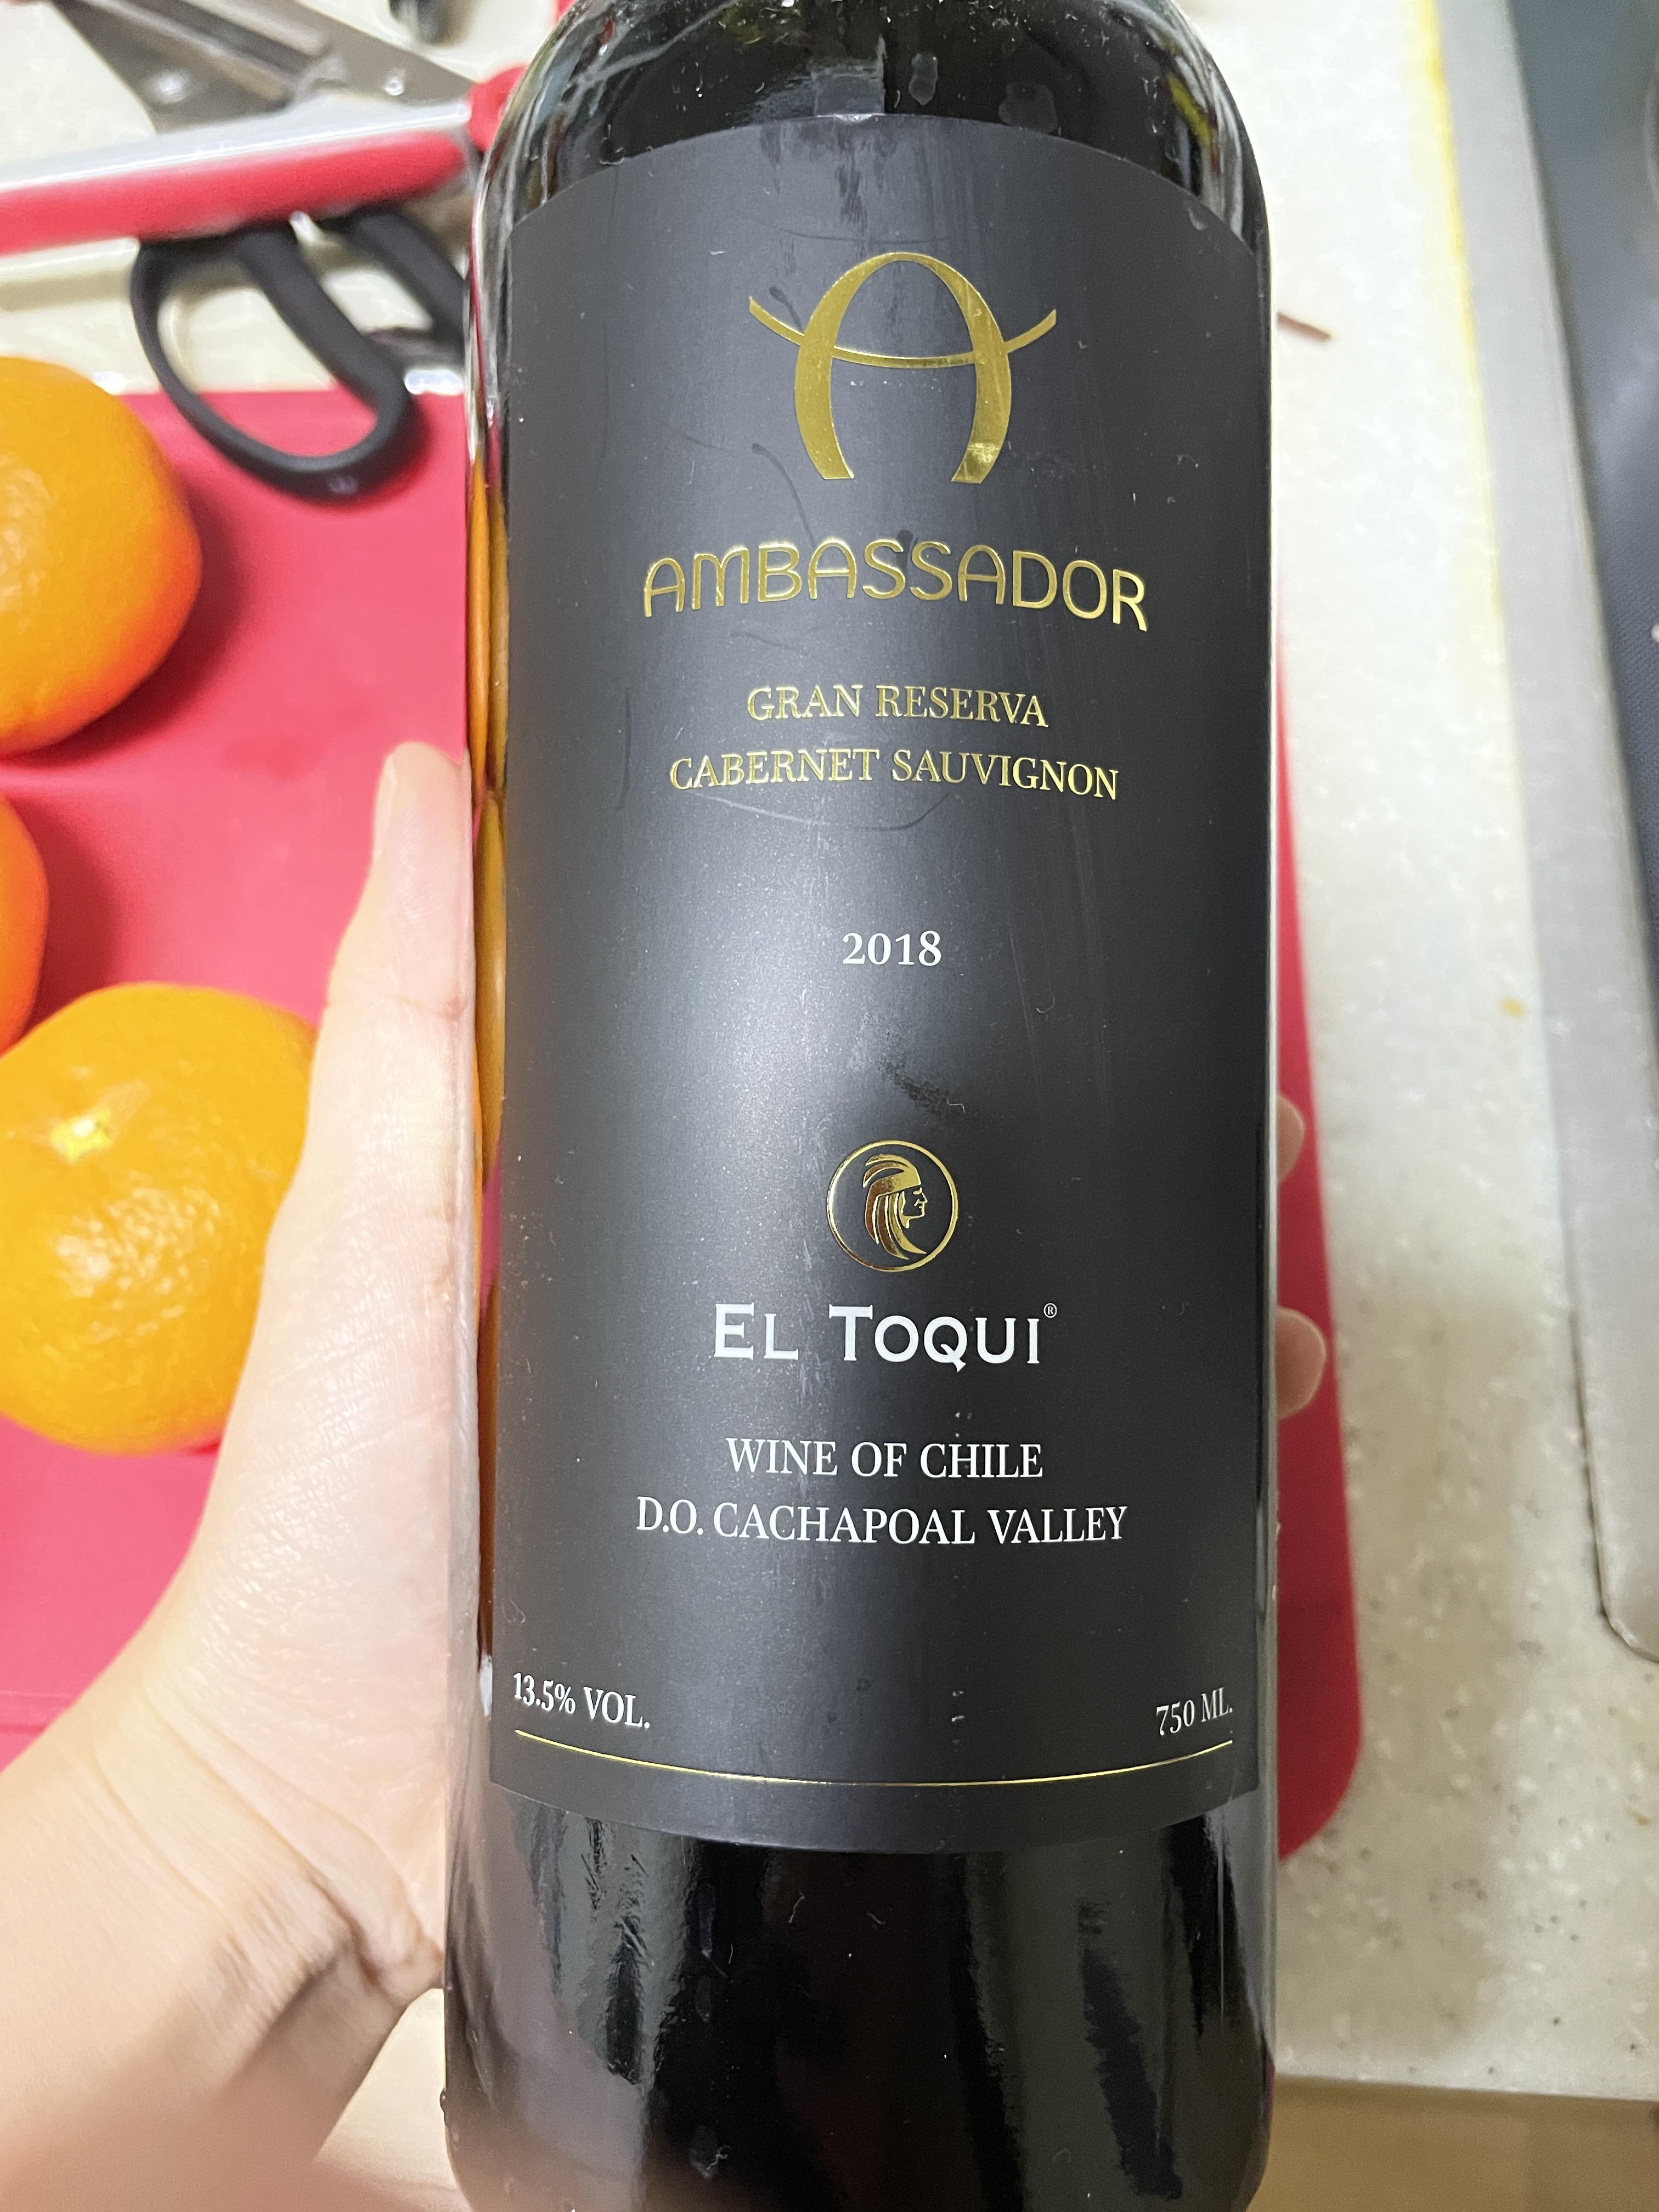 AMBASSADOR
GRAN RESERVA
CABERNET SAUVIGNON
2018
EL TOQUI®
WINE OF CHILE
D.O. CACHAPOAL VALLEY
13.5% VOL.
750 ML.